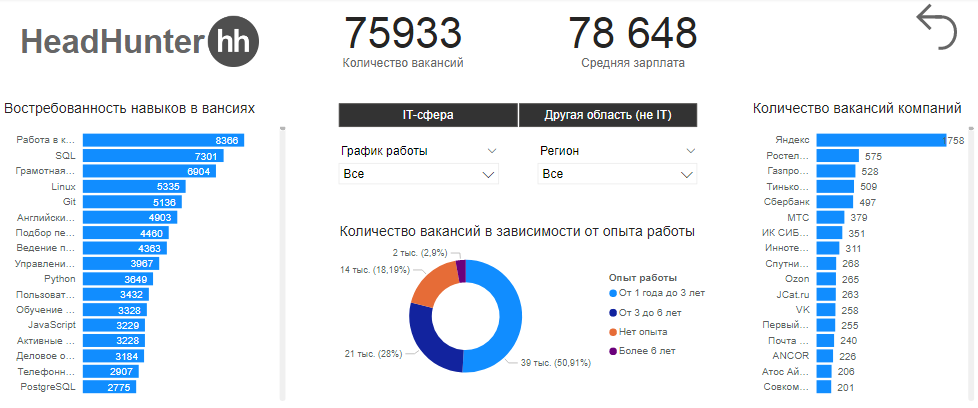 HeadHunter hh
75933
Количество вакансий
78 648
Средняя зарплата
Востребованность навыков в вансиях
Работа в к... 8366
SQL 7301
Грамотная... 6904
Linux 5335
Git 5136
Английски... 4903
Подбор пе... 4460
Ведение п... 4363
Управлени... 3967
Python 3649
Пользоват... 3432
Обучение ... 3328
JavaScript 3229
Активные ... 3228
Деловое о... 3184
Телефонн... 2907
PostgreSQL 2775
IT-сфера
Другая область (не IT)
График работы
Все
Регион
Все
Количество вакансий в зависимости от опыта работы
2 тыс. (2,9%)
14 тыс. (18,19%)
21 тыс. (28%)
39 тыс. (50,91%)
Опыт работы
От 1 года до 3 лет
От 3 до 6 лет
Нет опыта
Более 6 лет
Количество вакансий компаний
Яндекс 1758
Ростел... 575
Газпро... 528
Тинько... 509
Сбербанк 497
МТС 379
ИК СИБ... 351
Инноте... 311
Спутни... 268
Ozon 265
JCat.ru 263
VK 258
Первый... 255
Почта ... 240
ANCOR 226
Атос Ай... 206
Совком... 201